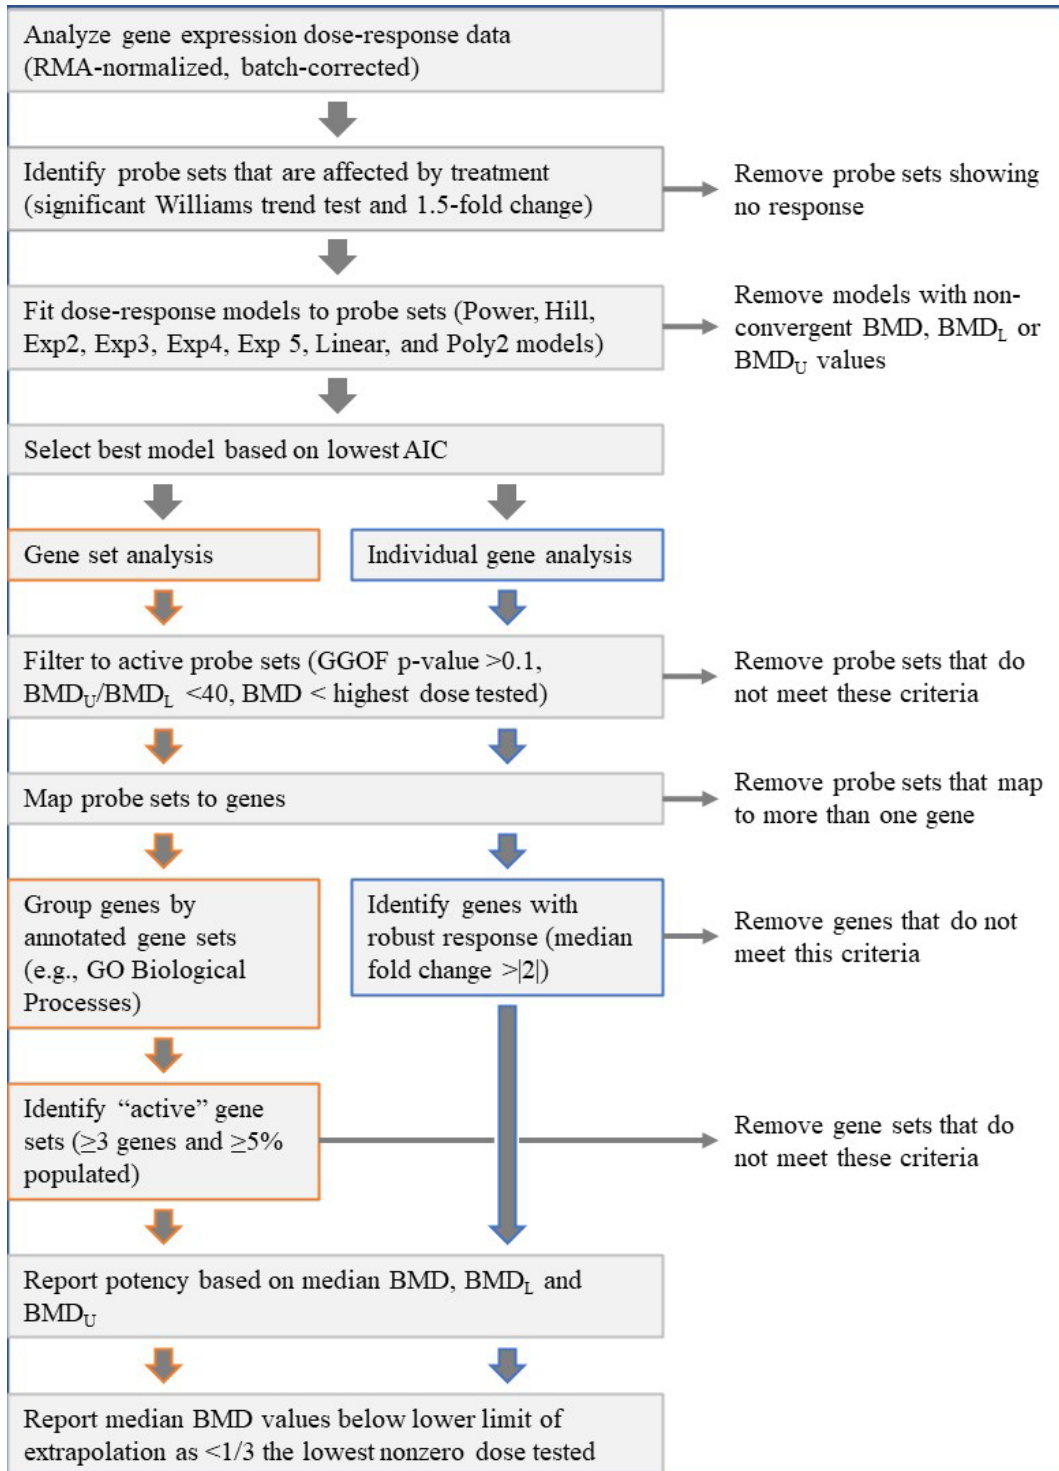 Analyze gene expression dose-response data
(RMA-normalized, batch-corrected)
Identify probe sets that are affected by treatment
(significant Williams trend test and 1.5-fold change)
Remove probe sets showing
no response
Fit dose-response models to probe sets (Power, Hill,
Exp2, Exp3, Exp4, Exp 5, Linear, and Poly2 models)
Remove models with non-
convergent BMD, BMDL or
BMDU values
Select best model based on lowest AIC
Gene set analysis
Individual gene analysis
Filter to active probe sets (GGOF p-value >0.1,
BMDU/BMDL <40, BMD < highest dose tested)
Remove probe sets that do
not meet these criteria
Map probe sets to genes
Remove probe sets that map
to more than one gene
Group genes by
annotated gene sets
(e.g., GO Biological
Processes)
Identify genes with
robust response (median
fold change >|2|)
Remove genes that do not
meet this criteria
Identify “active” gene
sets (≥3 genes and ≥5%
populated)
Remove gene sets that do
not meet these criteria
Report potency based on median BMD, BMDL and
BMDU
Report median BMD values below lower limit of
extrapolation as <1/3 the lowest nonzero dose tested